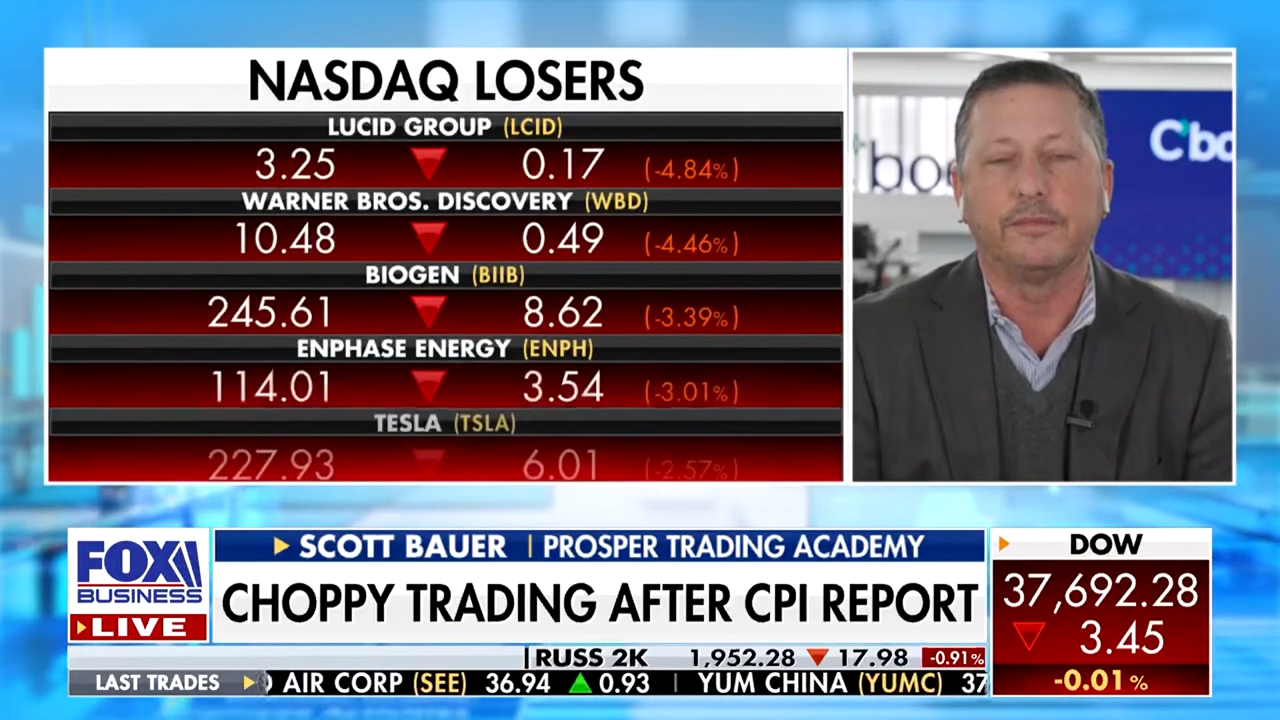 NASDAQ LOSERS
LUCID GROUP (LCID)
3.25 0.17 (-4.84%)
WARNER BROS. DISCOVERY (WBD)
10.48 0.49 (-4.46%)
BIOGEN (BIIB)
245.61 8.62 (-3.39%)
ENPHASE ENERGY (ENPH)
114.01 3.54 (-3.01%)
TESLA (TSLA)
227.93 6.01 (-2.57%)
boe
Cbo
FOX
BUSINESS
LIVE
SCOTT BAUER | PROSPER TRADING ACADEMY
CHOPPY TRADING AFTER CPI REPORT
DOW
37,692.28
3.45
-0.01%
RUSS 2K 1,952.28 17.98 -0.91%
LAST TRADES ) AIR CORP (SEE) 36.94 0.93 | YUM CHINA (YUMC) 37